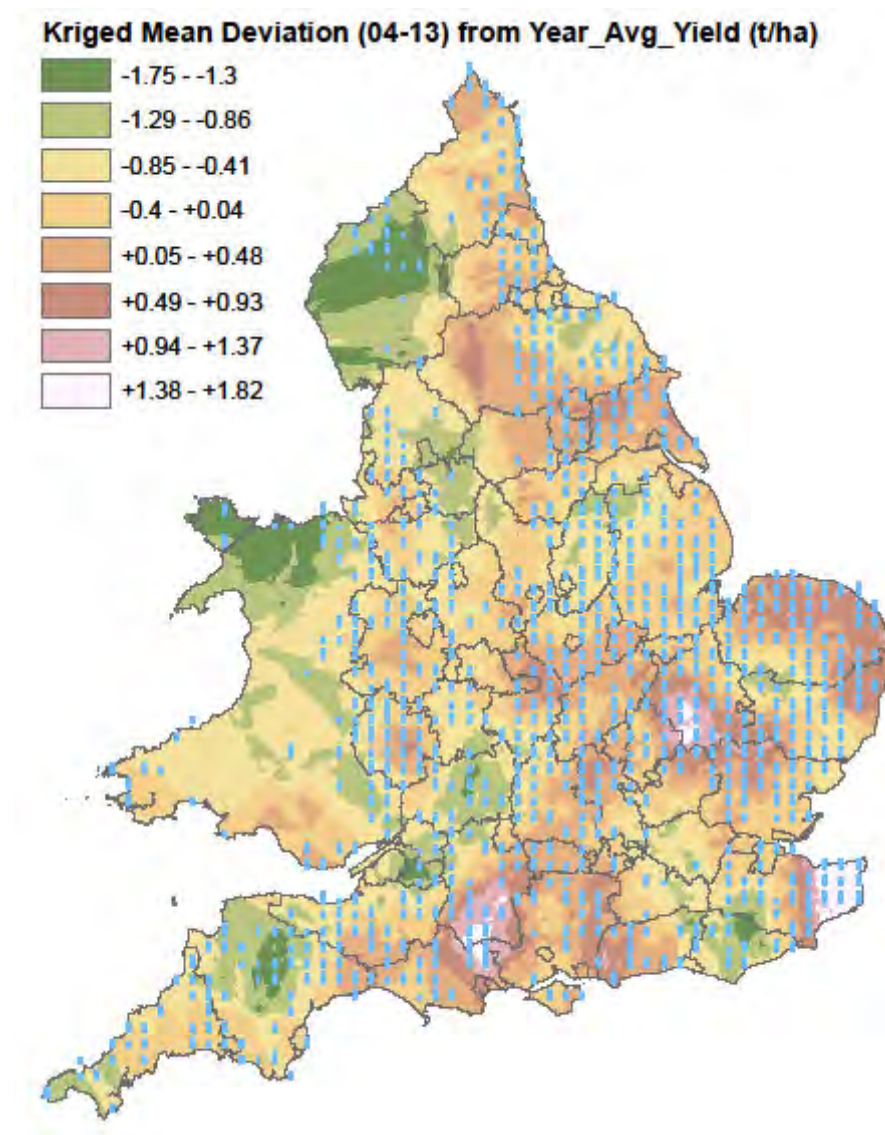 Kriged Mean Deviation (04-13) from Year_Avg_Yield (t/ha)
-1.75 - -1.3
-1.29 - -0.86
-0.85 - -0.41
-0.4 - +0.04
+0.05 - +0.48
+0.49 - +0.93
+0.94 - +1.37
+1.38 - +1.82